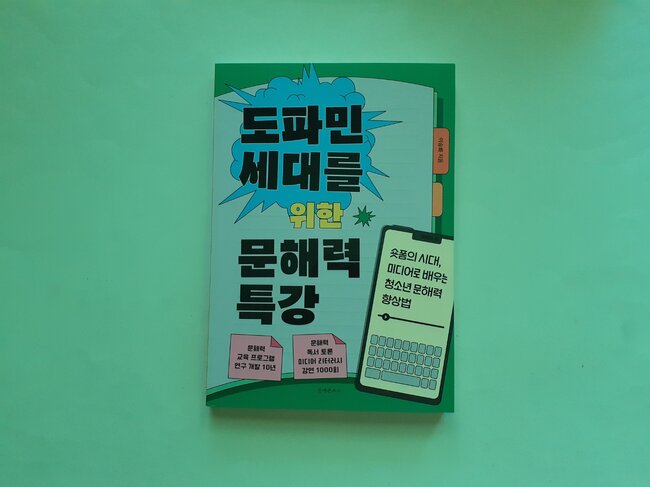 도파민
세대를
위한
문해력
특강
지음
숏폼의 시대,
미디어로 배우는
청소년 문해력
향상법
문해력
교육 프로그램
연구 개발 10년
문해력
독서 토론
미디어 리터러시
강연 1000회